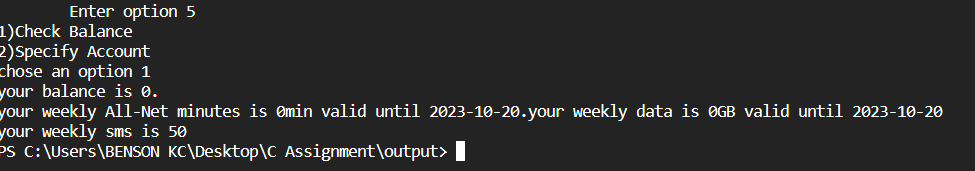 Enter option 5
1)Check Balance
2)Specify Account
chose an option 1
your balance is 0.
your weekly All-Net minutes is 0min valid until 2023-10-20.your weekly data is 0GB valid until 2023-10-20
your weekly sms is 50
PS C:\Users\BENSON KC\Desktop\C Assignment\output>